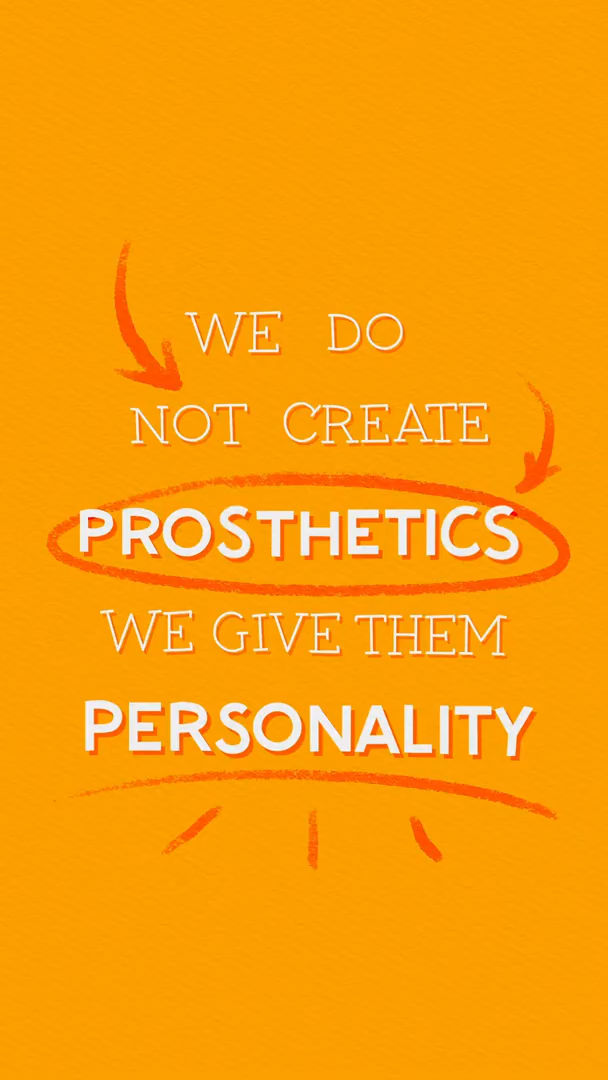 WE DO
NOT CREATE
PROSTHETICS
WE GIVE THEM
PERSONALITY